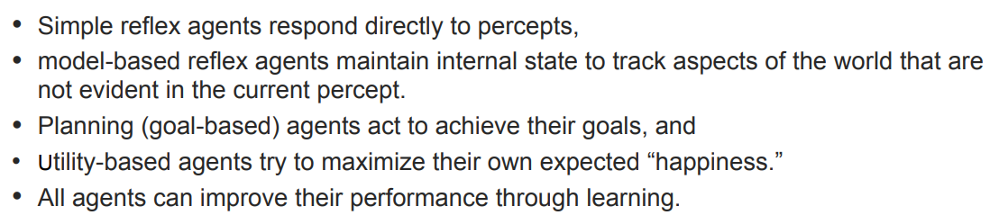 • Simple reflex agents respond directly to percepts,
• model-based reflex agents maintain internal state to track aspects of the world that are
not evident in the current percept.
• Planning (goal-based) agents act to achieve their goals, and
• Utility-based agents try to maximize their own expected “happiness.”
• All agents can improve their performance through learning.